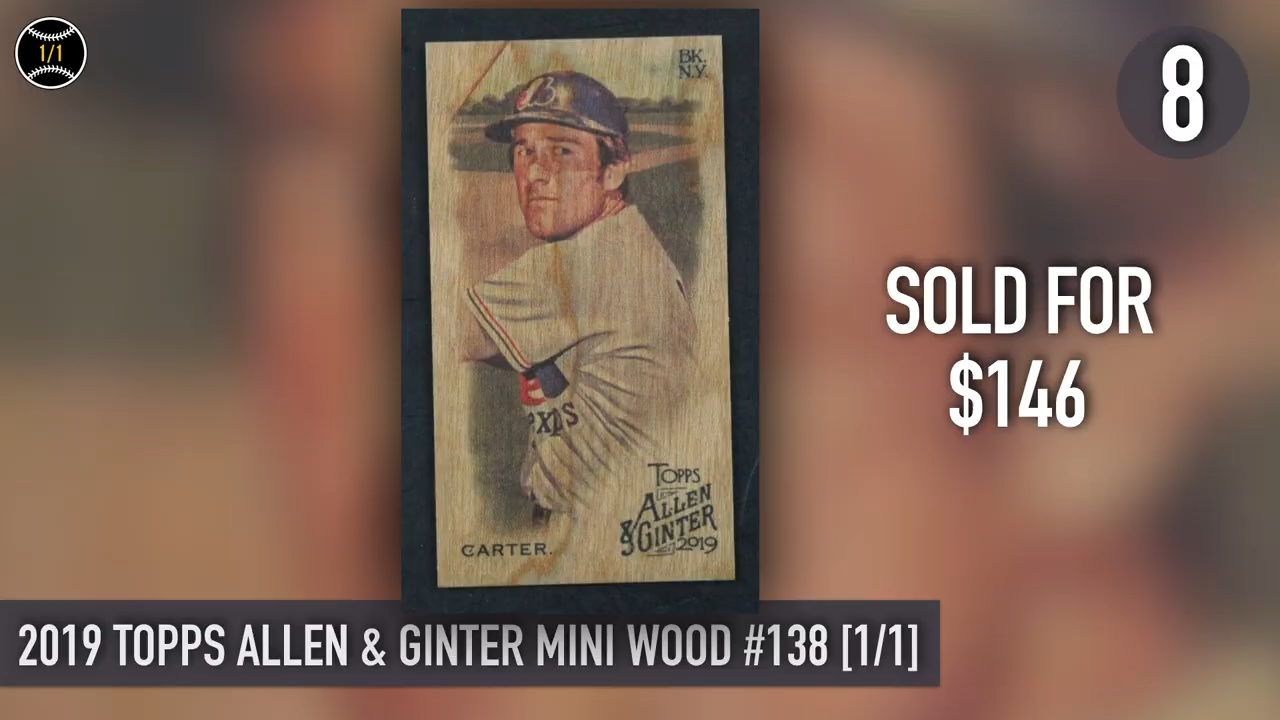 1/1
BK.
N.Y.
8
SOLD FOR
$146
TOPPS
ALLEN
& GINTER
2019
CARTER.
2019 TOPPS ALLEN & GINTER MINI WOOD #138 [1/1]